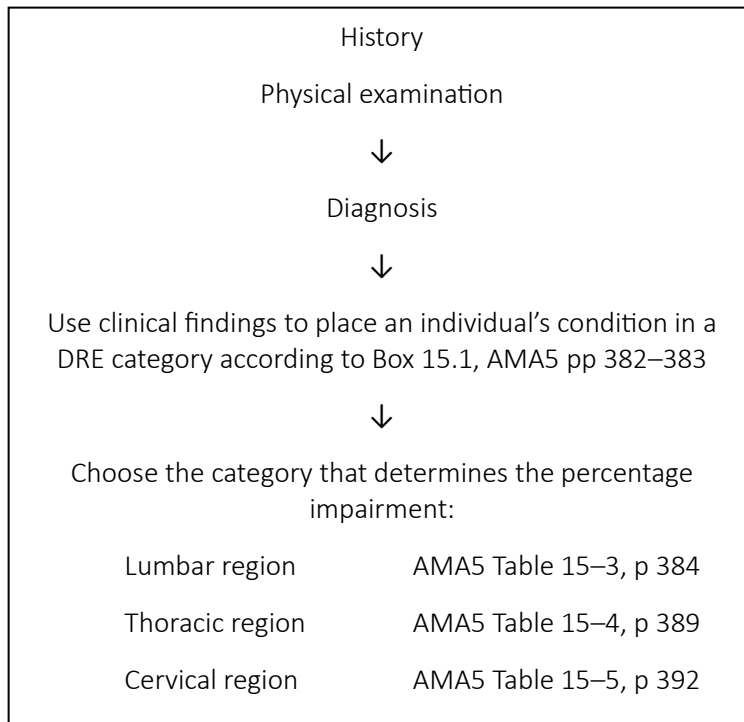 History
Physical examination
↓
Diagnosis
↓
Use clinical findings to place an individual’s condition in a
DRE category according to Box 15.1, AMA5 pp 382–383
↓
Choose the category that determines the percentage
impairment:
Lumbar region AMA5 Table 15–3, p 384
Thoracic region AMA5 Table 15–4, p 389
Cervical region AMA5 Table 15–5, p 392